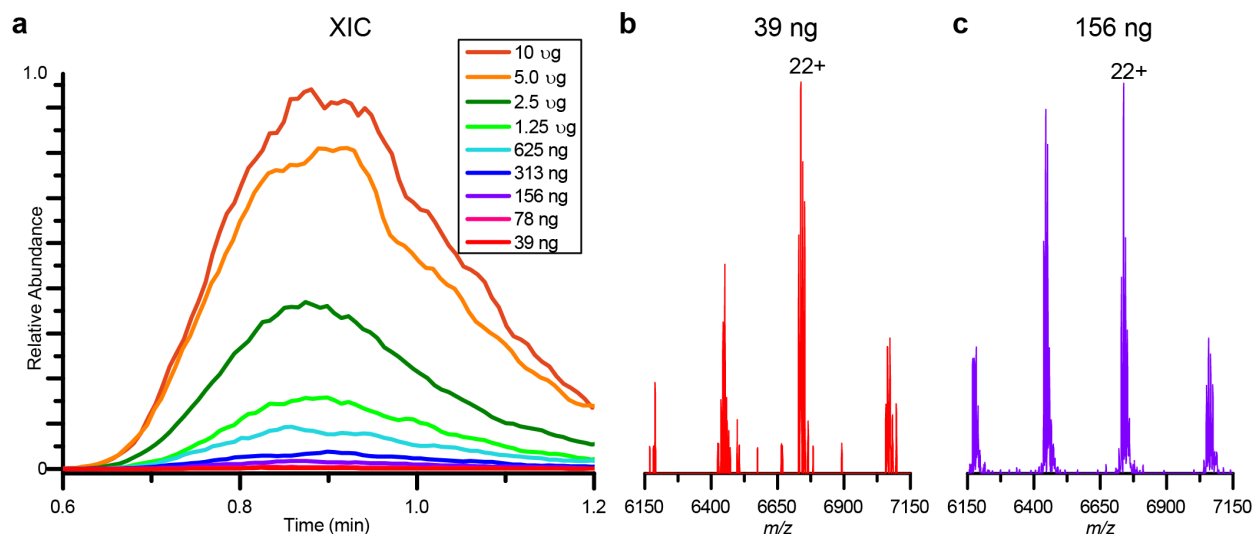 a
XIC
10 υg
5.0 υg
2.5 υg
1.25 υg
625 ng
313 ng
156 ng
78 ng
39 ng
1.0
0
Relative Abundance
0.6 0.8 1.0 1.2
Time (min)
b
39 ng
22+
6150 6400 6650 6900 7150
m/z
c
156 ng
22+
6150 6400 6650 6900 7150
m/z